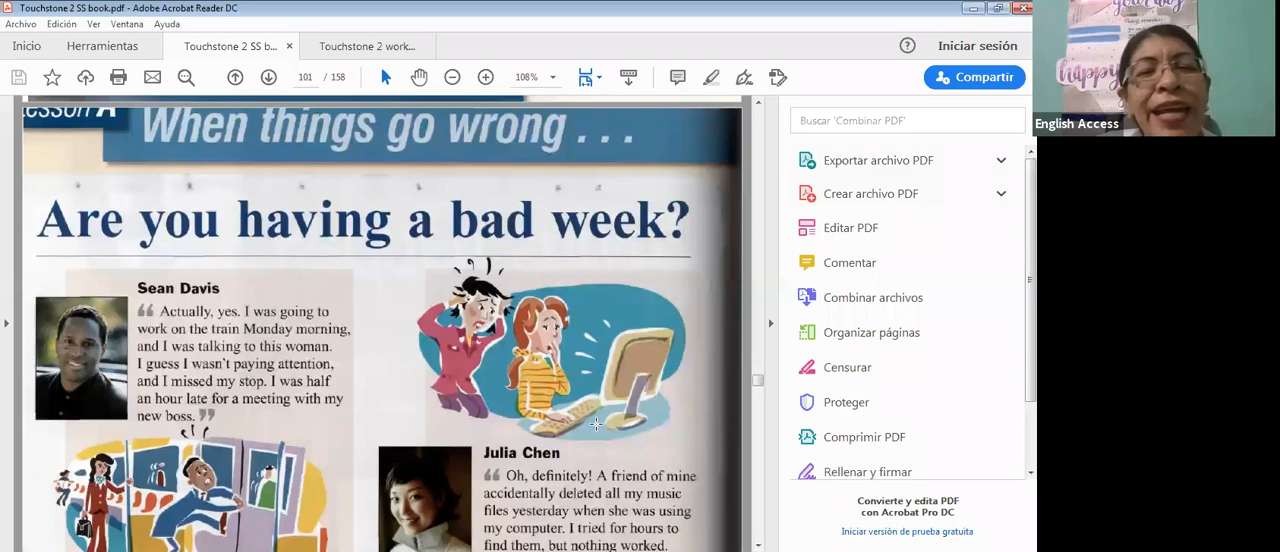 Touchstone 2 SS book.pdf - Adobe Acrobat Reader DC
Archivo Edición Ver Ventana Ayuda
Inicio Herramientas Touchstone 2 SS b... × Touchstone 2 work... Iniciar sesión
101 / 158 108% Compartir
English Access
Lesson A
When things go wrong . . .
Are you having a bad week?
Sean Davis
“ Actually, yes. I was going to
work on the train Monday morning,
and I was talking to this woman.
I guess I wasn't paying attention,
and I missed my stop. I was half
an hour late for a meeting with my
new boss. ”
Julia Chen
“ Oh, definitely! A friend of mine
accidentally deleted all my music
files yesterday when she was using
my computer. I tried for hours to
find them, but nothing worked.
Buscar 'Combinar PDF'
Exportar archivo PDF
Crear archivo PDF
Editar PDF
Comentar
Combinar archivos
Organizar páginas
Censurar
Proteger
Comprimir PDF
Rellenar y firmar
Convierte y edita PDF
con Acrobat Pro DC
Iniciar versión de prueba gratuita